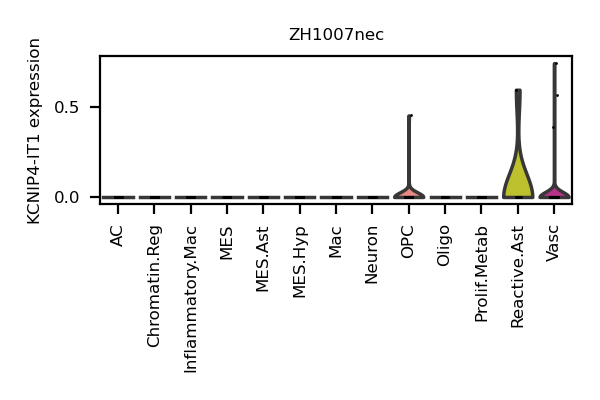 ZH1007nec
KCNIP4-IT1 expression
0.5
0.0
AC
Chromatin.Reg
Inflammatory.Mac
MES
MES.Ast
MES.Hyp
Mac
Neuron
OPC
Oligo
Prolif.Metab
Reactive.Ast
Vasc